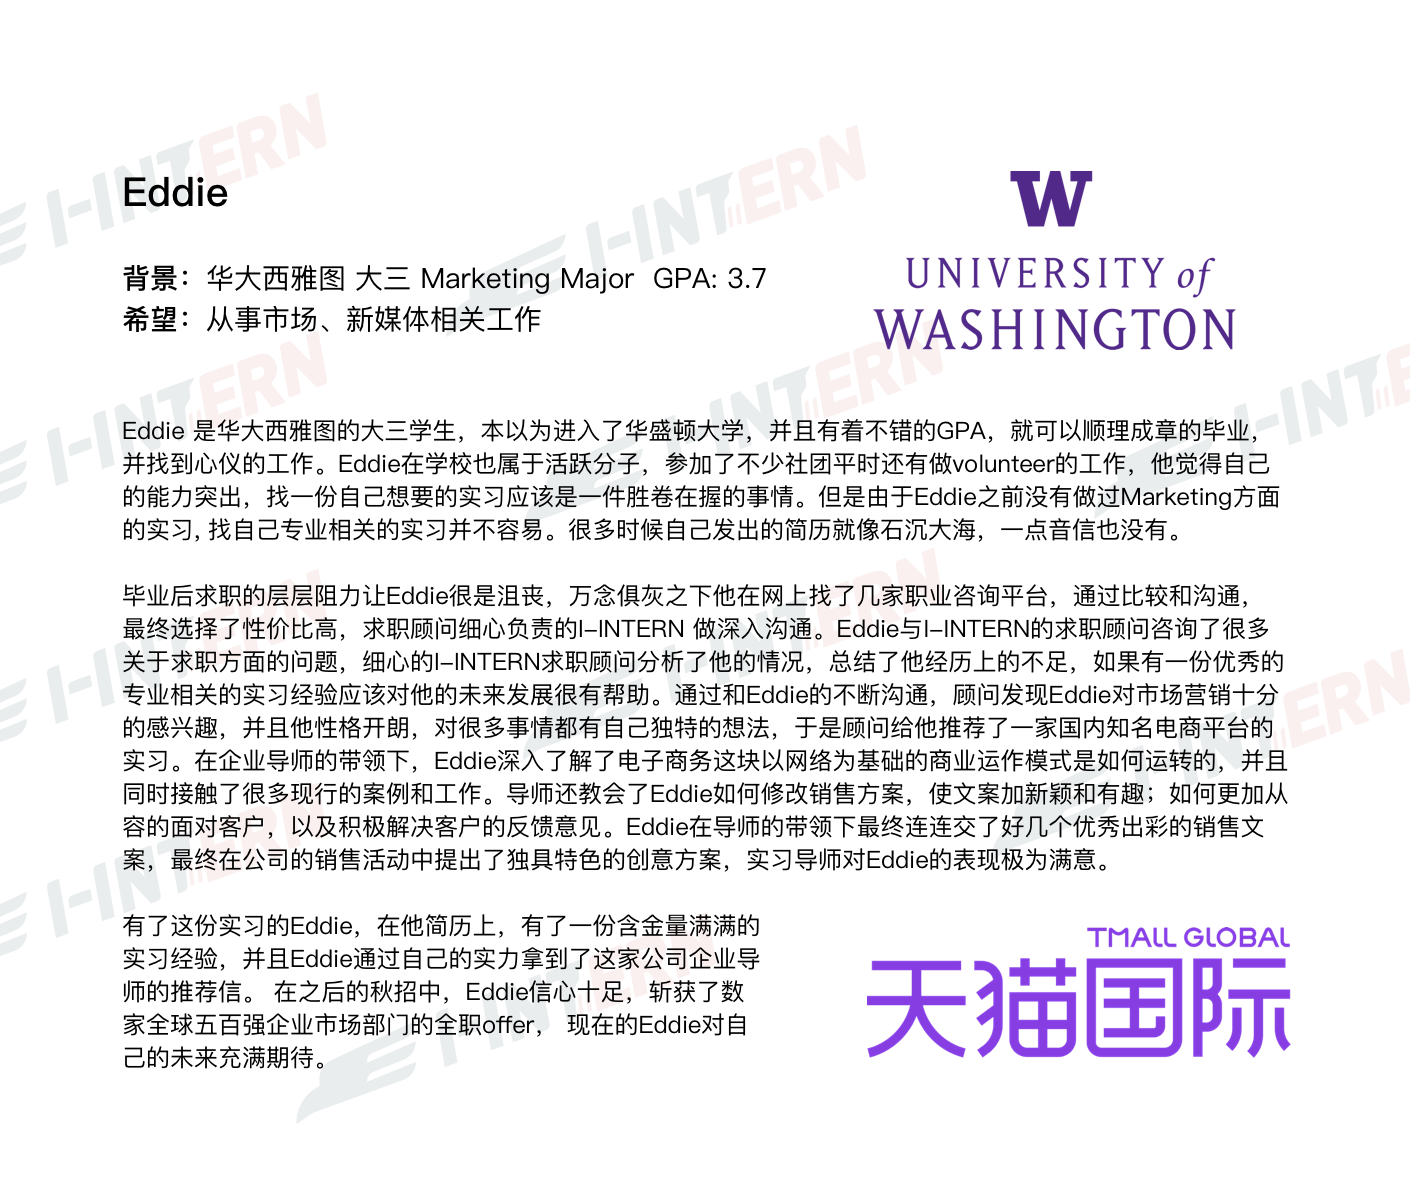 Eddie
背景：华大西雅图 大三 Marketing Major  GPA: 3.7
希望：从事市场、新媒体相关工作
W
UNIVERSITY of
WASHINGTON
Eddie 是华大西雅图的大三学生，本以为进入了华盛顿大学，并且有着不错的GPA，就可以顺理成章的毕业，
并找到心仪的工作。Eddie在学校也属于活跃分子，参加了不少社团平时还有做volunteer的工作，他觉得自己
的能力突出，找一份自己想要的实习应该是一件胜卷在握的事情。但是由于Eddie之前没有做过Marketing方面
的实习, 找自己专业相关的实习并不容易。很多时候自己发出的简历就像石沉大海，一点音信也没有。
毕业后求职的层层阻力让Eddie很是沮丧，万念俱灰之下他在网上找了几家职业咨询平台，通过比较和沟通，
最终选择了性价比高，求职顾问细心负责的I-INTERN 做深入沟通。Eddie与I-INTERN的求职顾问咨询了很多
关于求职方面的问题，细心的I-INTERN求职顾问分析了他的情况，总结了他经历上的不足，如果有一份优秀的
专业相关的实习经验应该对他的未来发展很有帮助。通过和Eddie的不断沟通，顾问发现Eddie对市场营销十分
的感兴趣，并且他性格开朗，对很多事情都有自己独特的想法，于是顾问给他推荐了一家国内知名电商平台的
实习。在企业导师的带领下，Eddie深入了解了电子商务这块以网络为基础的商业运作模式是如何运转的，并且
同时接触了很多现行的案例和工作。导师还教会了Eddie如何修改销售方案，使文案加新颖和有趣；如何更加从
容的面对客户，以及积极解决客户的反馈意见。Eddie在导师的带领下最终连连交了好几个优秀出彩的销售文
案，最终在公司的销售活动中提出了独具特色的创意方案，实习导师对Eddie的表现极为满意。
有了这份实习的Eddie，在他简历上，有了一份含金量满满的
实习经验，并且Eddie通过自己的实力拿到了这家公司企业导
师的推荐信。 在之后的秋招中，Eddie信心十足，斩获了数
家全球五百强企业市场部门的全职offer， 现在的Eddie对自
己的未来充满期待。
TMALL GLOBAL
天猫国际
I-INTERN
I-INTERN
I-INTERN
I-INTERN
I-INTERN
I-INTERN
I-INTERN
I-INTERN
I-INTERN
I-INTERN